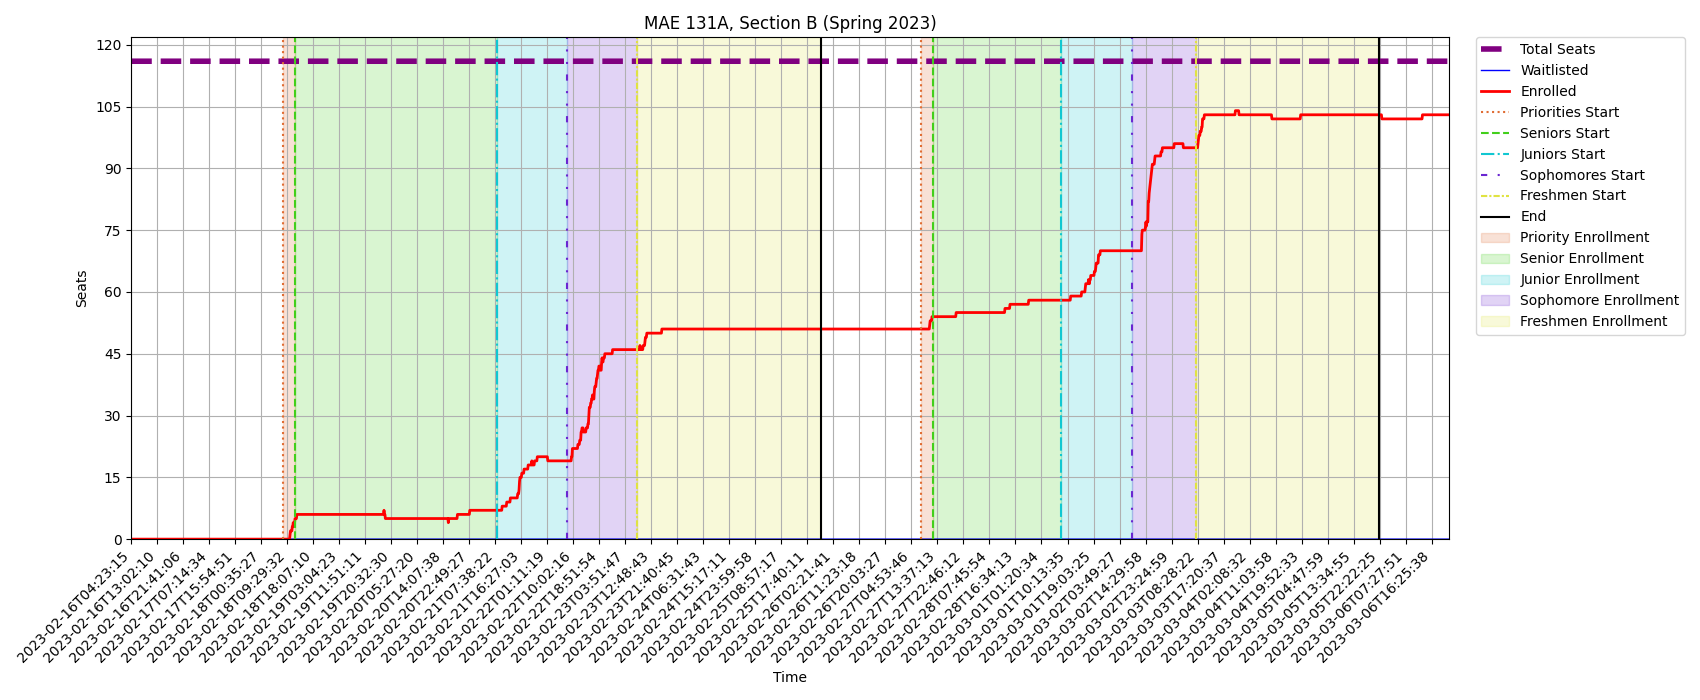 MAE 131A, Section B (Spring 2023)
Seats
120
105
90
75
60
45
30
15
0
2023-02-16T04:23:15
2023-02-16T13:02:10
2023-02-16T21:41:06
2023-02-17T07:14:34
2023-02-17T15:54:51
2023-02-18T00:35:27
2023-02-18T09:29:32
2023-02-18T18:07:10
2023-02-19T03:04:23
2023-02-19T11:51:11
2023-02-19T20:32:30
2023-02-20T05:27:20
2023-02-20T14:07:38
2023-02-20T22:49:27
2023-02-21T07:38:22
2023-02-21T16:27:03
2023-02-22T01:11:19
2023-02-22T10:02:16
2023-02-22T18:51:54
2023-02-23T03:51:47
2023-02-23T12:48:43
2023-02-23T21:40:45
2023-02-24T06:31:43
2023-02-24T15:17:11
2023-02-24T23:59:58
2023-02-25T08:57:17
2023-02-25T17:40:11
2023-02-26T02:21:41
2023-02-26T11:23:18
2023-02-26T20:03:27
2023-02-27T04:53:46
2023-02-27T13:37:13
2023-02-27T22:46:12
2023-02-28T07:45:54
2023-02-28T16:34:13
2023-03-01T01:20:34
2023-03-01T10:13:35
2023-03-01T19:03:25
2023-03-02T03:49:27
2023-03-02T14:29:58
2023-03-02T23:24:59
2023-03-03T08:28:22
2023-03-03T17:20:37
2023-03-04T02:08:32
2023-03-04T11:03:58
2023-03-04T19:52:33
2023-03-05T04:47:59
2023-03-05T13:34:55
2023-03-05T22:22:25
2023-03-06T07:27:51
2023-03-06T16:25:38
Time
Total Seats
Waitlisted
Enrolled
Priorities Start
Seniors Start
Juniors Start
Sophomores Start
Freshmen Start
End
Priority Enrollment
Senior Enrollment
Junior Enrollment
Sophomore Enrollment
Freshmen Enrollment